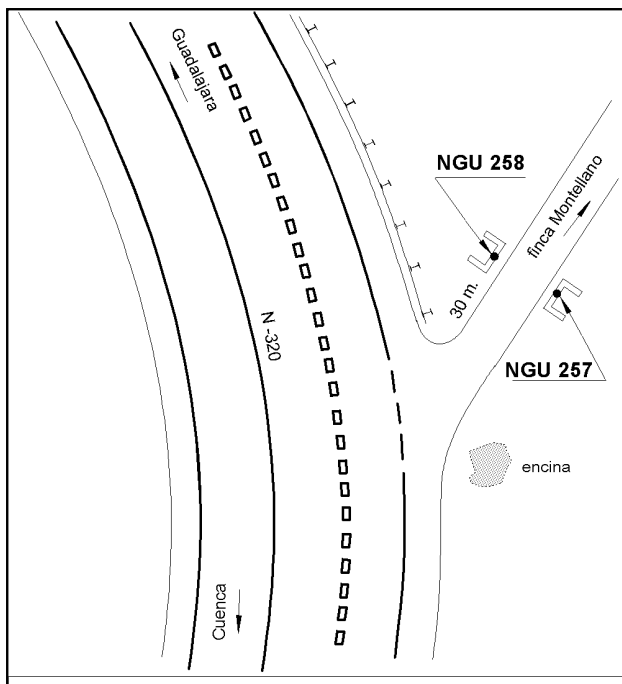 Guadalajara
NGU 258
finca Montellano
30 m.
N -320
NGU 257
encina
Cuenca